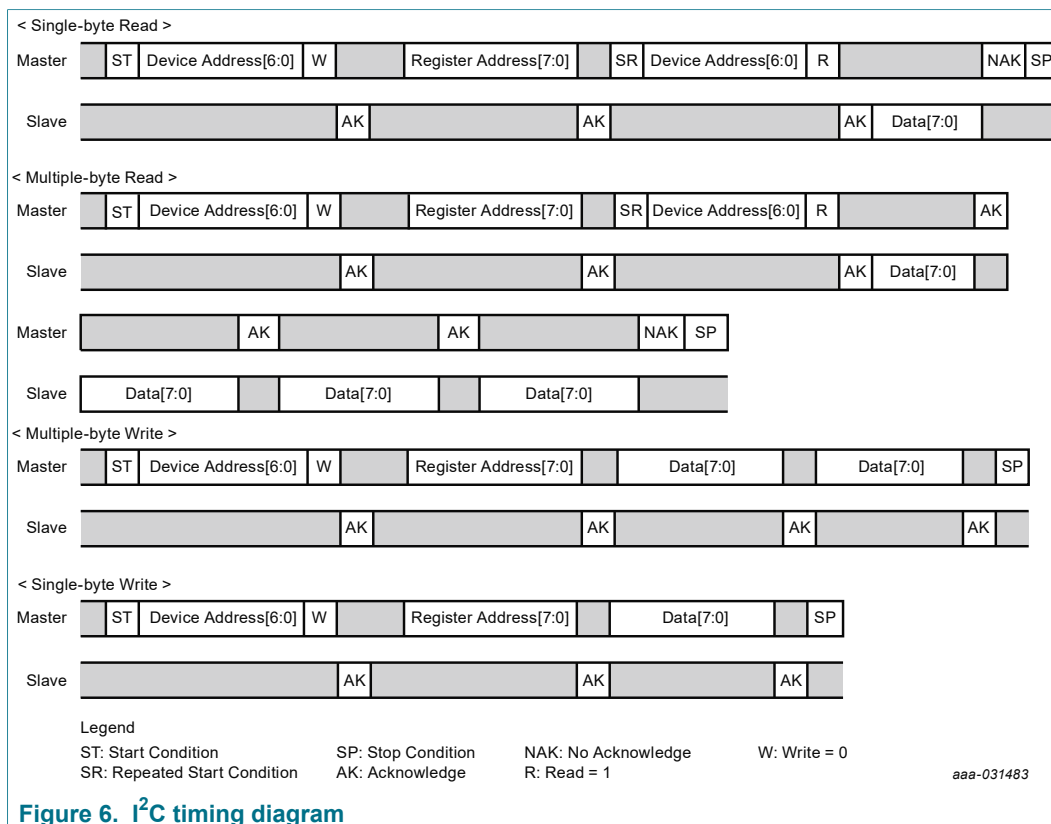 < Single-byte Read >
Master ST Device Address[6:0] W Register Address[7:0] SR Device Address[6:0] R NAK SP
Slave AK AK AK Data[7:0]
< Multiple-byte Read >
Master ST Device Address[6:0] W Register Address[7:0] SR Device Address[6:0] R AK
Slave AK AK AK Data[7:0]
Master AK AK NAK SP
Slave Data[7:0] Data[7:0] Data[7:0]
< Multiple-byte Write >
Master ST Device Address[6:0] W Register Address[7:0] Data[7:0] Data[7:0] SP
Slave AK AK AK AK
< Single-byte Write >
Master ST Device Address[6:0] W Register Address[7:0] Data[7:0] SP
Slave AK AK AK
Legend
ST: Start Condition SP: Stop Condition NAK: No Acknowledge W: Write = 0
SR: Repeated Start Condition AK: Acknowledge R: Read = 1 aaa-031483
Figure 6. I²C timing diagram